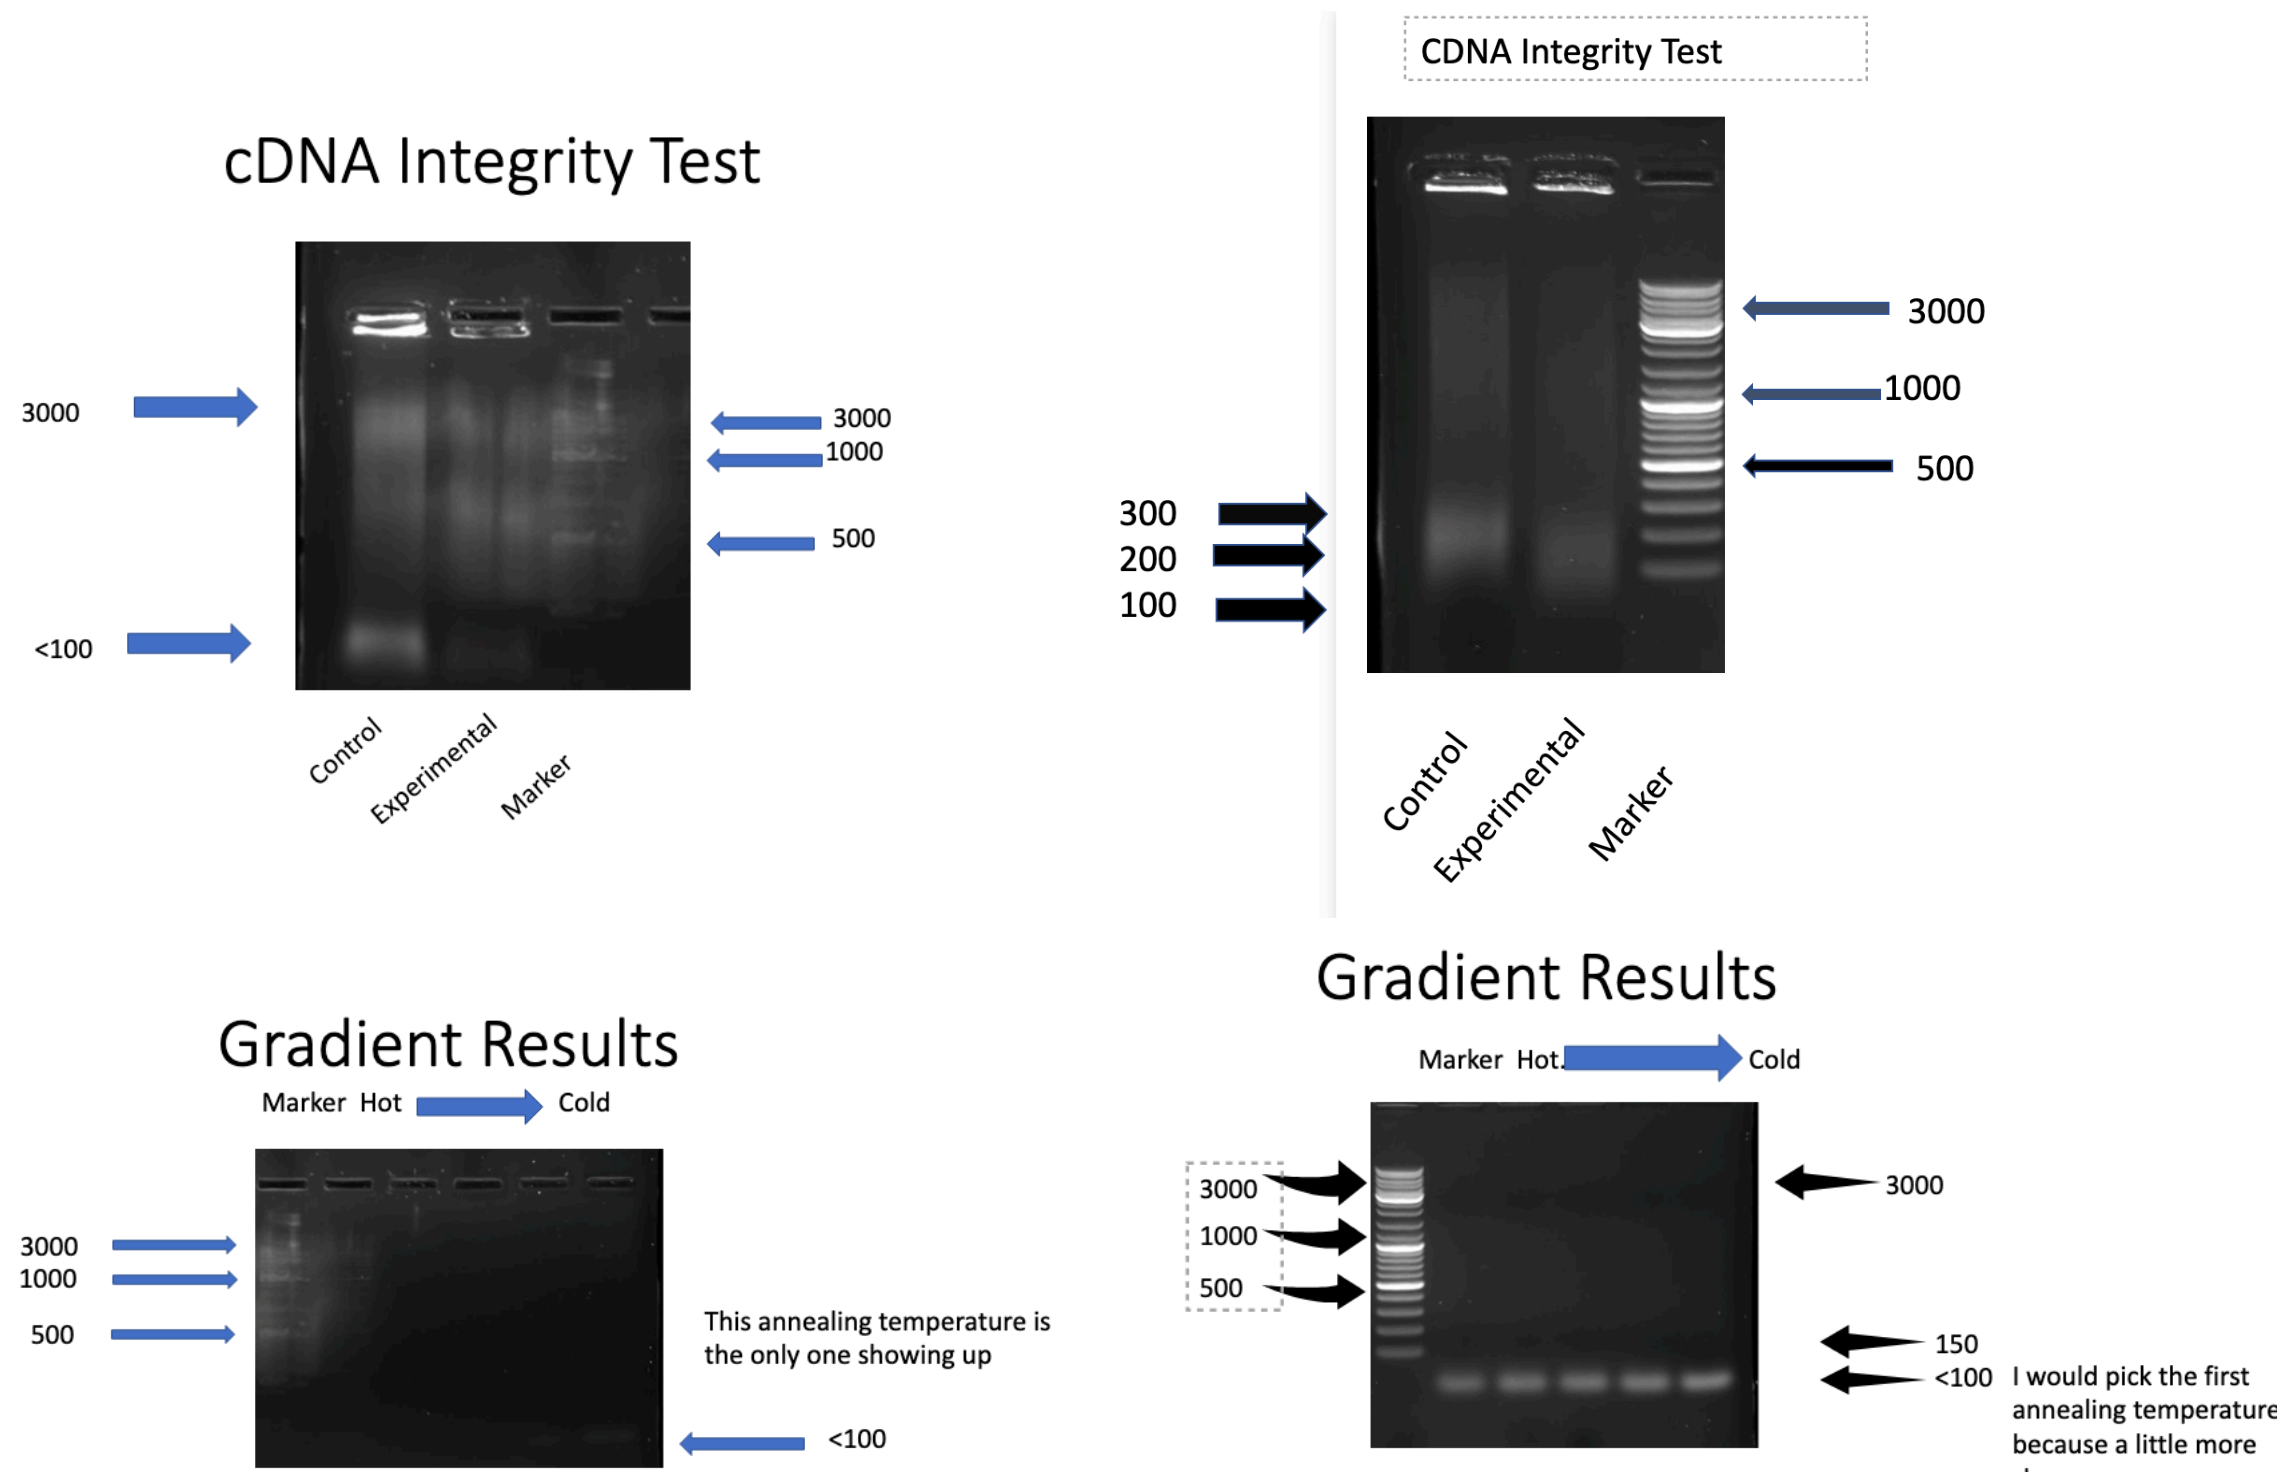 cDNA Integrity Test
3000
<100
3000
1000
500
Control
Experimental
Marker
CDNA Integrity Test
3000
1000
500
300
200
100
Control
Experimental
Marker
Gradient Results
Marker Hot Cold
3000
1000
500
This annealing temperature is
the only one showing up
<100
Gradient Results
Marker Hot. Cold
3000
1000
500
3000
150
<100
I would pick the first
annealing temperature
because a little more